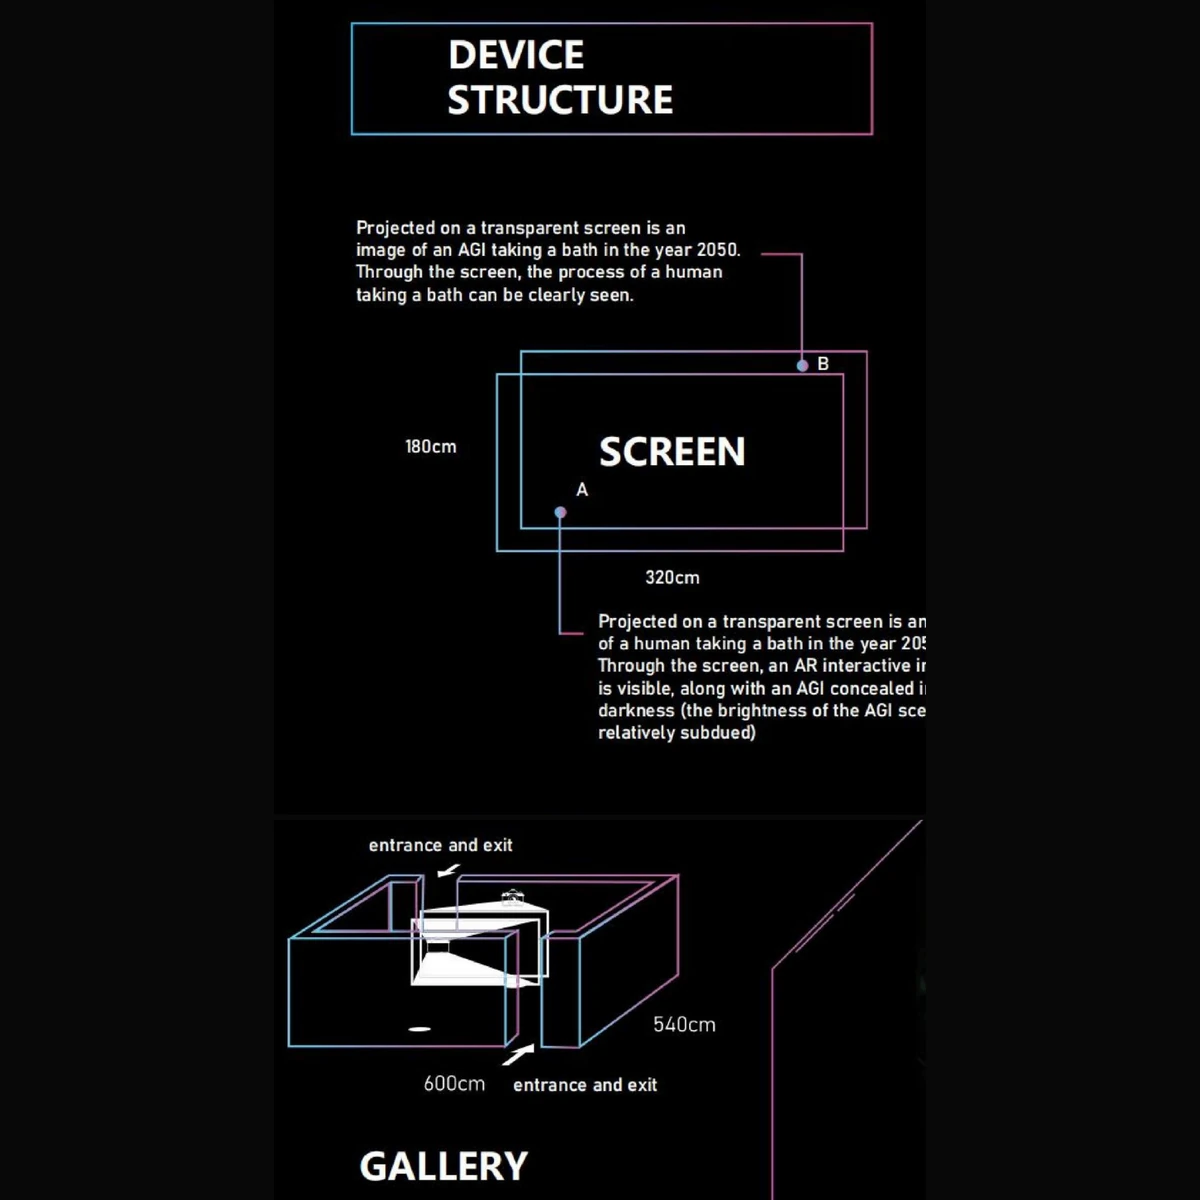 DEVICE
STRUCTURE
Projected on a transparent screen is an
image of an AGI taking a bath in the year 2050.
Through the screen, the process of a human
taking a bath can be clearly seen.
B
180cm
SCREEN
A
320cm
Projected on a transparent screen is an
of a human taking a bath in the year 205
Through the screen, an AR interactive
is visible, along with an AGI concealed
darkness (the brightness of the AGI sce
relatively subdued)
entrance and exit
540cm
600cm
entrance and exit
GALLERY